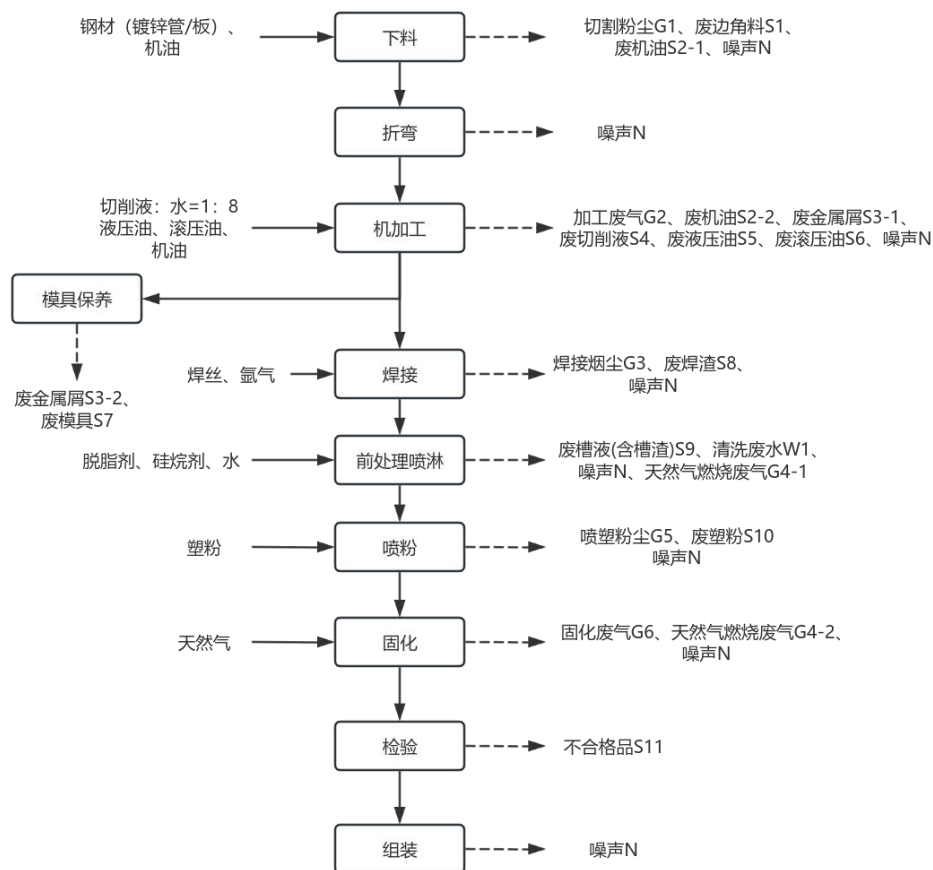 钢材（镀锌管/板）、
机油
下料
切割粉尘G1、废边角料S1、
废机油S2-1、噪声N
折弯
噪声N
切削液：水=1：8
液压油、滚压油、
机油
机加工
加工废气G2、废机油S2-2、废金属屑S3-1、
废切削液S4、废液压油S5、废滚压油S6、噪声N
模具保养
废金属屑S3-2、
废模具S7
焊丝、氩气
焊接
焊接烟尘G3、废焊渣S8、
噪声N
脱脂剂、硅烷剂、水
前处理喷淋
废槽液(含槽渣)S9、清洗废水W1、
噪声N、天然气燃烧废气G4-1
塑粉
喷粉
喷塑粉尘G5、废塑粉S10
噪声N
天然气
固化
固化废气G6、天然气燃烧废气G4-2、
噪声N
检验
不合格品S11
组装
噪声N